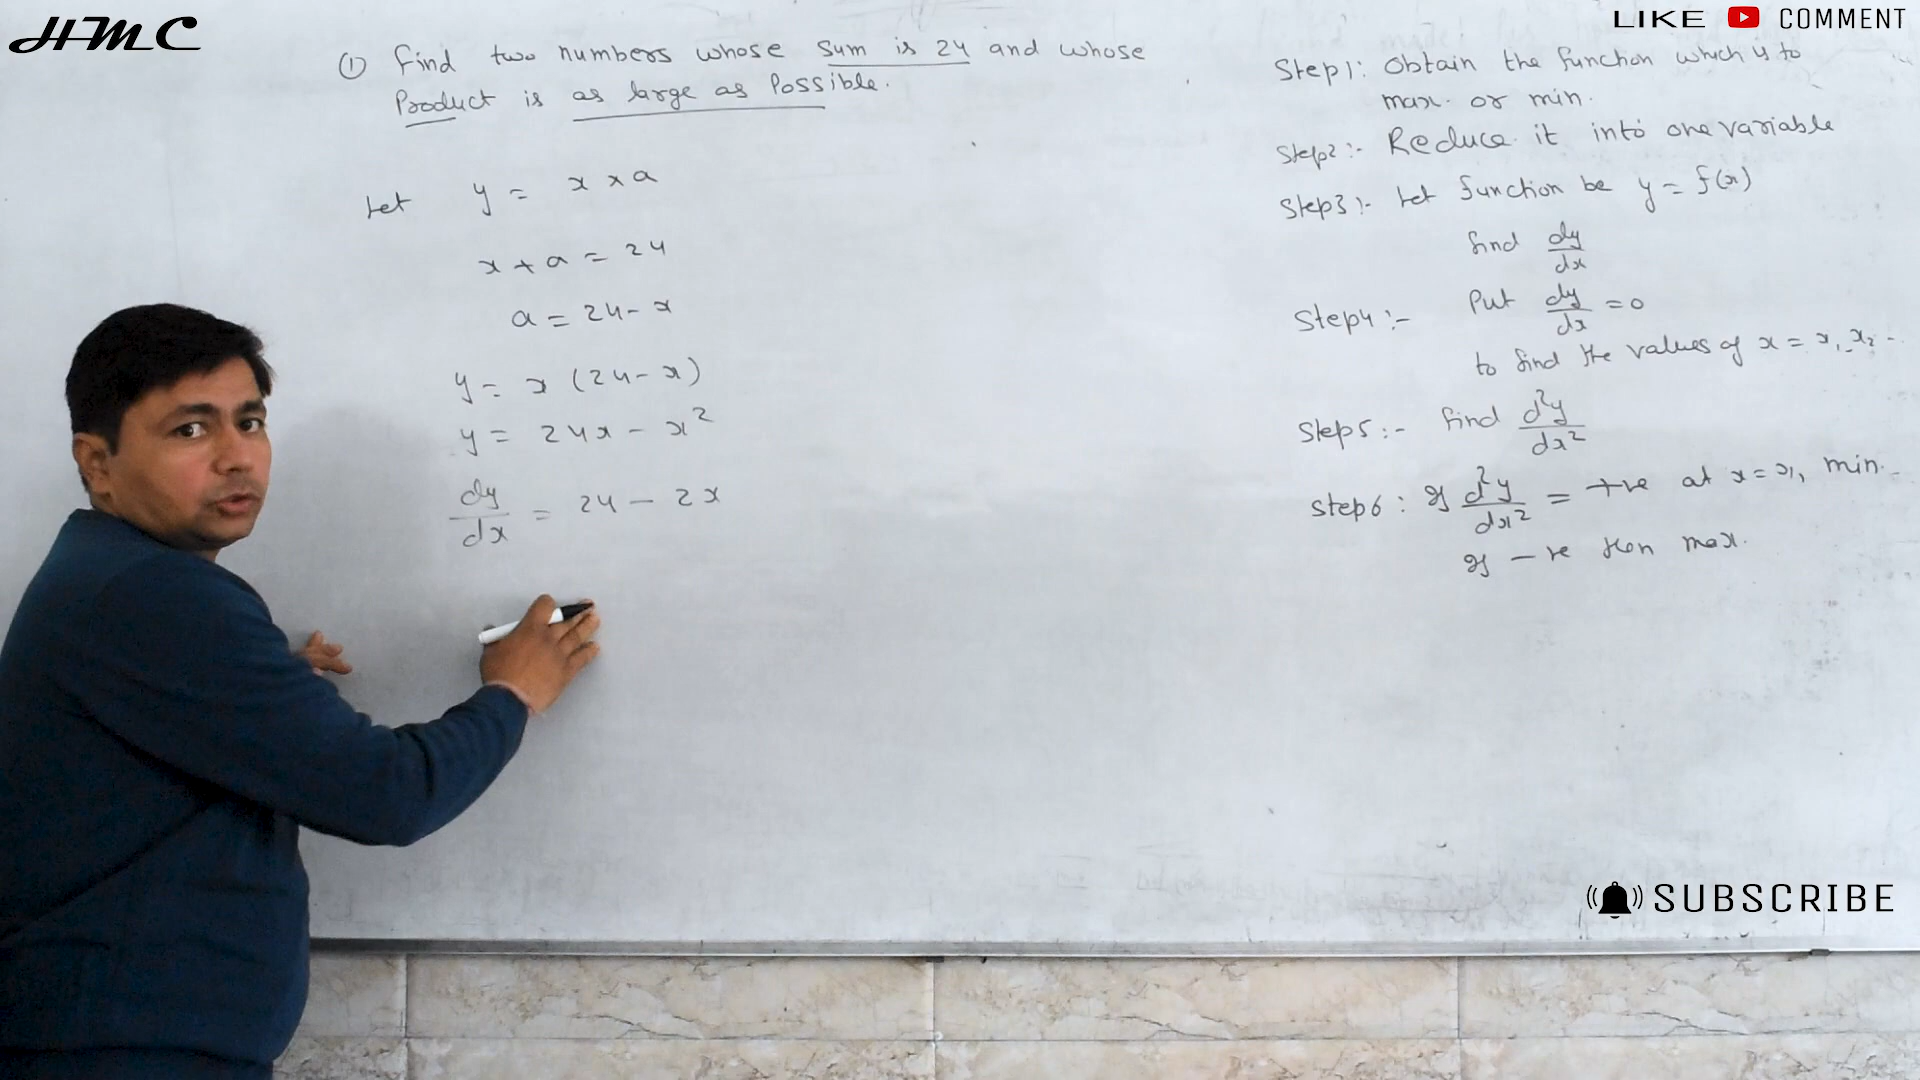 HMC
LIKE COMMENT
① Find two numbers whose sum is 24 and whose
Product is as large as Possible.
Let y = x × a
x + a = 24
a = 24 - x
y = x (24 - x)
y = 24x - x²
dy/dx = 24 - 2x
Step1: Obtain the function which is to
max. or min.
Step2 :- Reduce it into one variable
Step3 :- Let function be y = f(x)
find dy/dx
Step4 :- Put dy/dx = 0
to find the values of x = x₁, x₂ -
Step5 :- Find d²y/dx²
Step6 : If d²y/dx² = +ve at x = x₁, min.
If -ve then max.
SUBSCRIBE